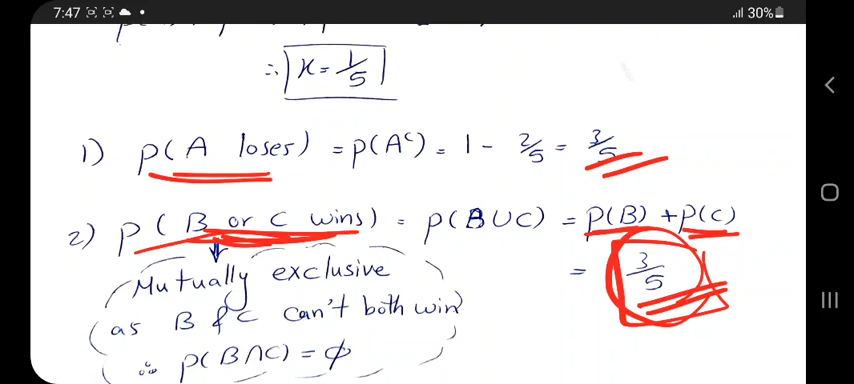 7:47 30%
∴ x = 1/5
1) P(A loses) = P(Aᶜ) = 1 - 2/5 = 3/5
2) P(B or C wins) = P(B∪C) = P(B) + P(C)
= 3/5
Mutually exclusive
as B & C can't both win
∴ P(B∩C) = ϕ